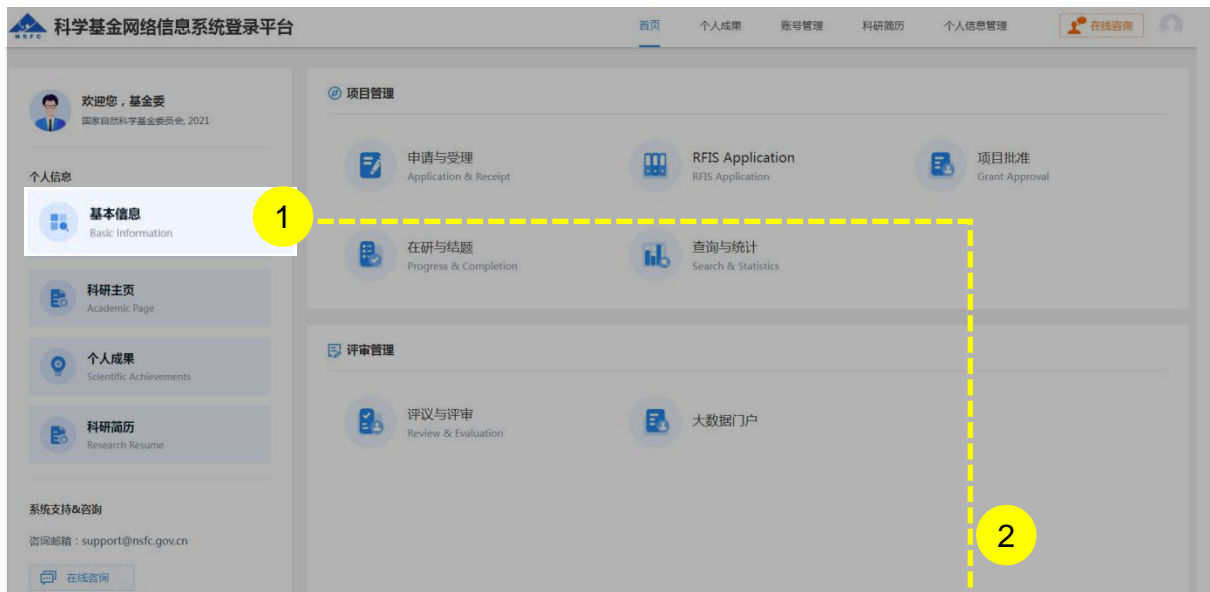 NSFC
科学基金网络信息系统登录平台
首页 个人成果 账号管理 科研简历 个人信息管理 在线咨询
欢迎您，基金委
国家自然科学基金委员会, 2021
个人信息
基本信息
Basic Information
1
科研主页
Academic Page
个人成果
Scientific Achievements
科研简历
Research Resume
系统支持&咨询
咨询邮箱：support@nsfc.gov.cn
在线咨询
项目管理
申请与受理
Application & Receipt
RFIS Application
RFIS Application
项目批准
Grant Approval
在研与结题
Progress & Completion
查询与统计
Search & Statistics
评审管理
评议与评审
Review & Evaluation
大数据门户
2